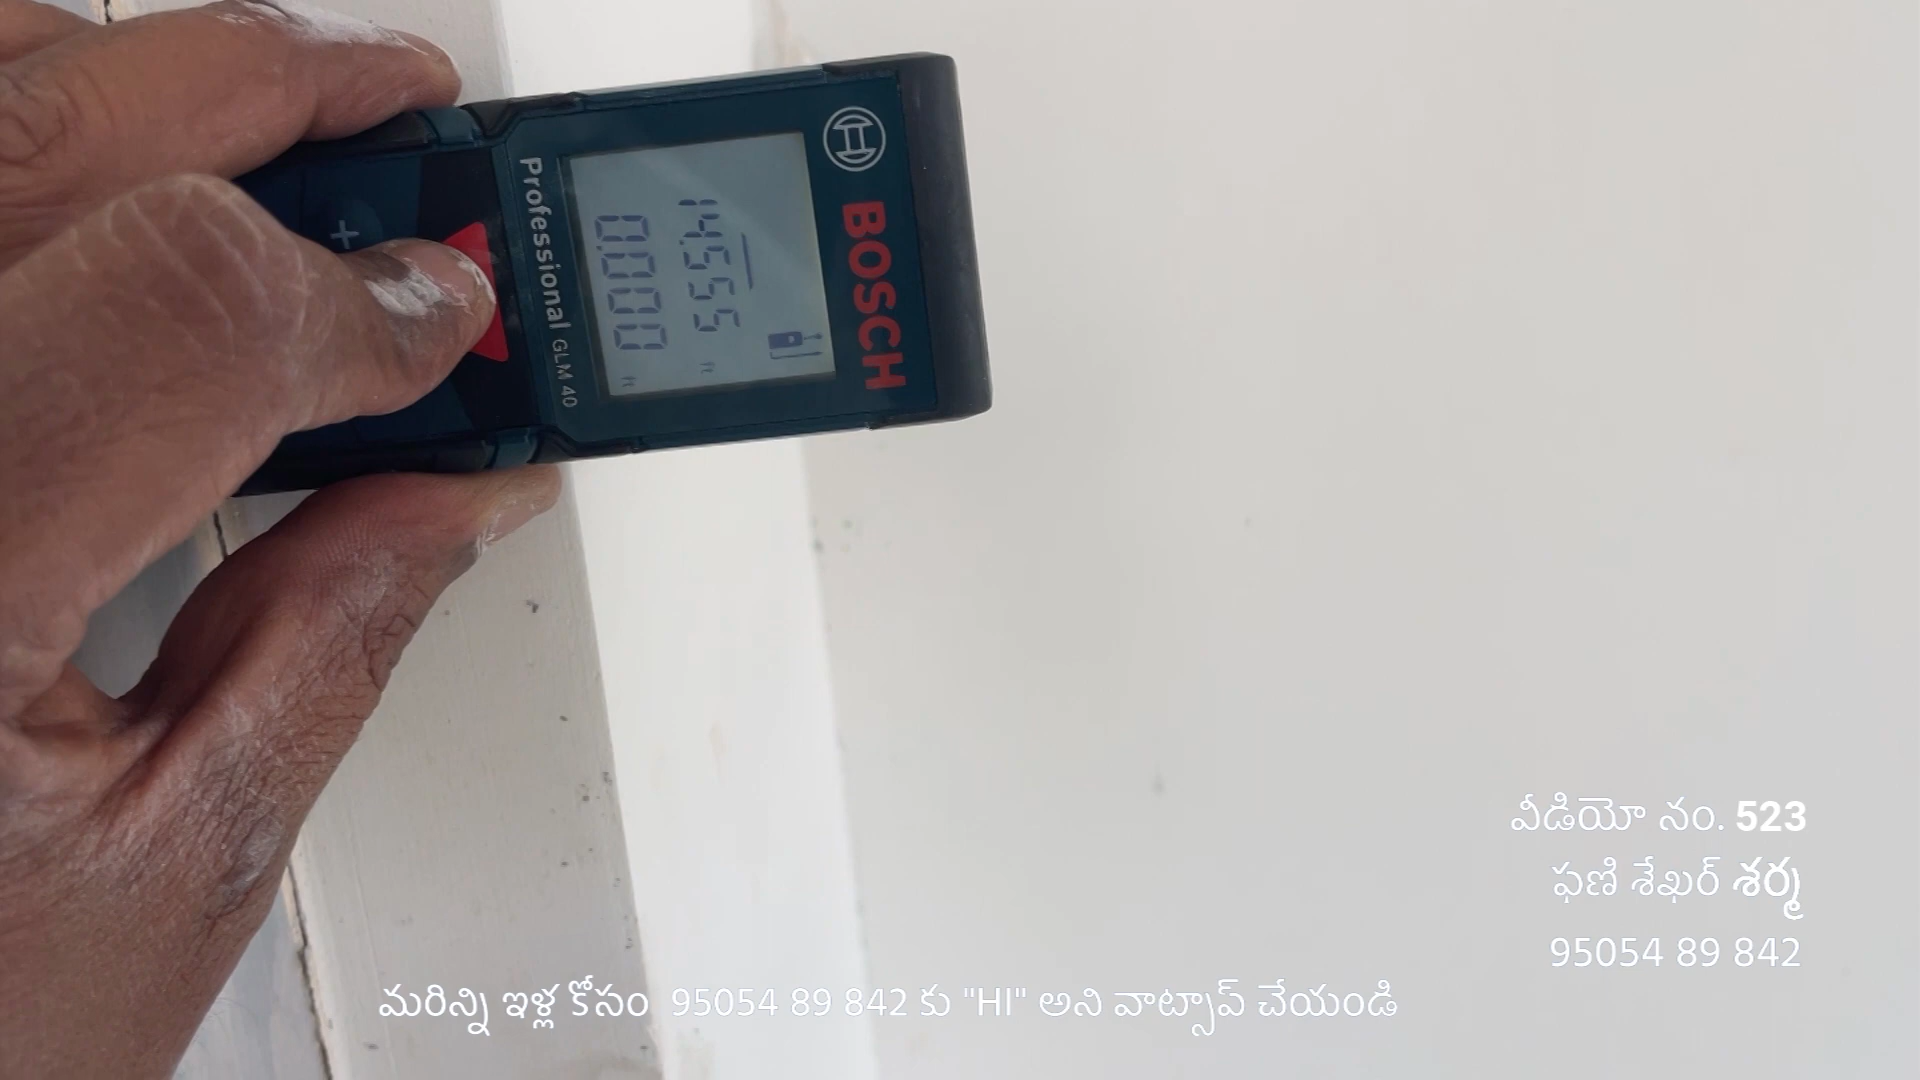 BOSCH
14.555 ft
0.000 ft
Professional GLM 40
+
వీడియో నం. 523
ఫణి శేఖర్ శర్మ
95054 89 842
మరిన్ని ఇళ్ల కోసం 95054 89 842 కు "HI" అని వాట్సాప్ చేయండి